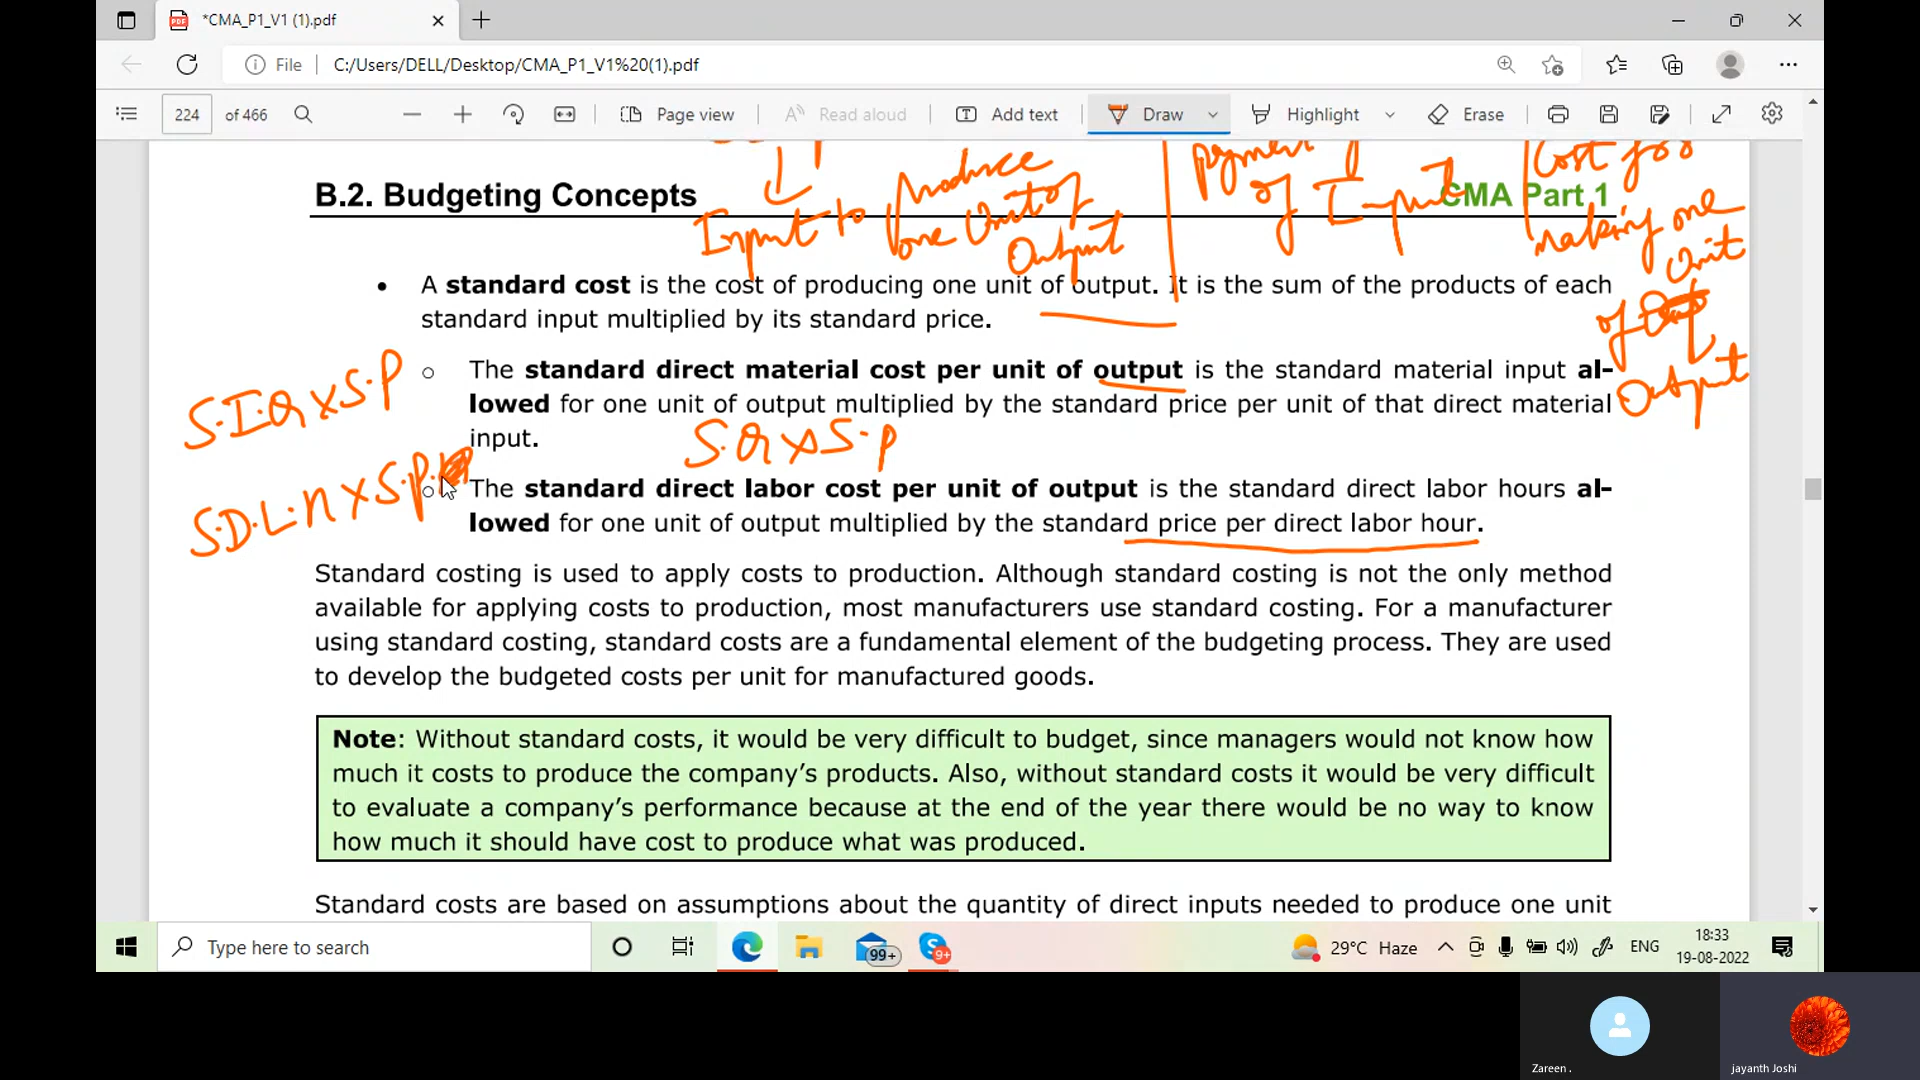 *CMA_P1_V1 (1).pdf
File | C:/Users/DELL/Desktop/CMA_P1_V1%20(1).pdf
224 of 466 Page view Read aloud Add text Draw Highlight Erase
Produce
Payment
Cost for
B.2. Budgeting Concepts CMA Part 1
Input to one Unit of Output
of Input
making one Unit
of
Output
A standard cost is the cost of producing one unit of output. It is the sum of the products of each
standard input multiplied by its standard price.
S.I.Q x S.P
The standard direct material cost per unit of output is the standard material input al-
lowed for one unit of output multiplied by the standard price per unit of that direct material
input.
S.Q x S.P
S.D.L.h x S.P.
The standard direct labor cost per unit of output is the standard direct labor hours al-
lowed for one unit of output multiplied by the standard price per direct labor hour.
Standard costing is used to apply costs to production. Although standard costing is not the only method
available for applying costs to production, most manufacturers use standard costing. For a manufacturer
using standard costing, standard costs are a fundamental element of the budgeting process. They are used
to develop the budgeted costs per unit for manufactured goods.
Note: Without standard costs, it would be very difficult to budget, since managers would not know how
much it costs to produce the company’s products. Also, without standard costs it would be very difficult
to evaluate a company’s performance because at the end of the year there would be no way to know
how much it should have cost to produce what was produced.
Standard costs are based on assumptions about the quantity of direct inputs needed to produce one unit
Type here to search
99+
9+
29°C Haze
ENG
18:33
19-08-2022
Zareen .
jayanth Joshi